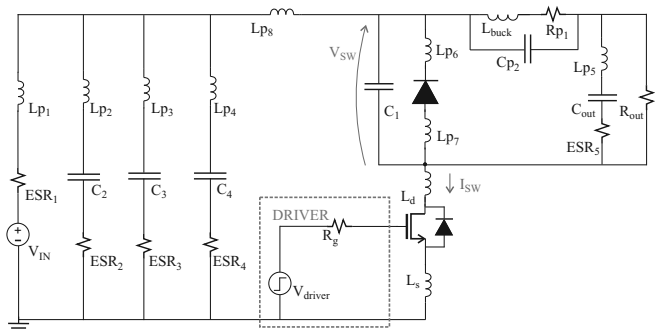 Lp8
Lbuck
Rp1
VSW
Lp6
Cp2
Lp5
Lp1
Lp2
Lp3
Lp4
C1
Cout
Rout
Lp7
ESR5
ESR1
C2
C3
C4
Ld
ISW
DRIVER
Rg
VIN
ESR2
ESR3
ESR4
Vdriver
Ls